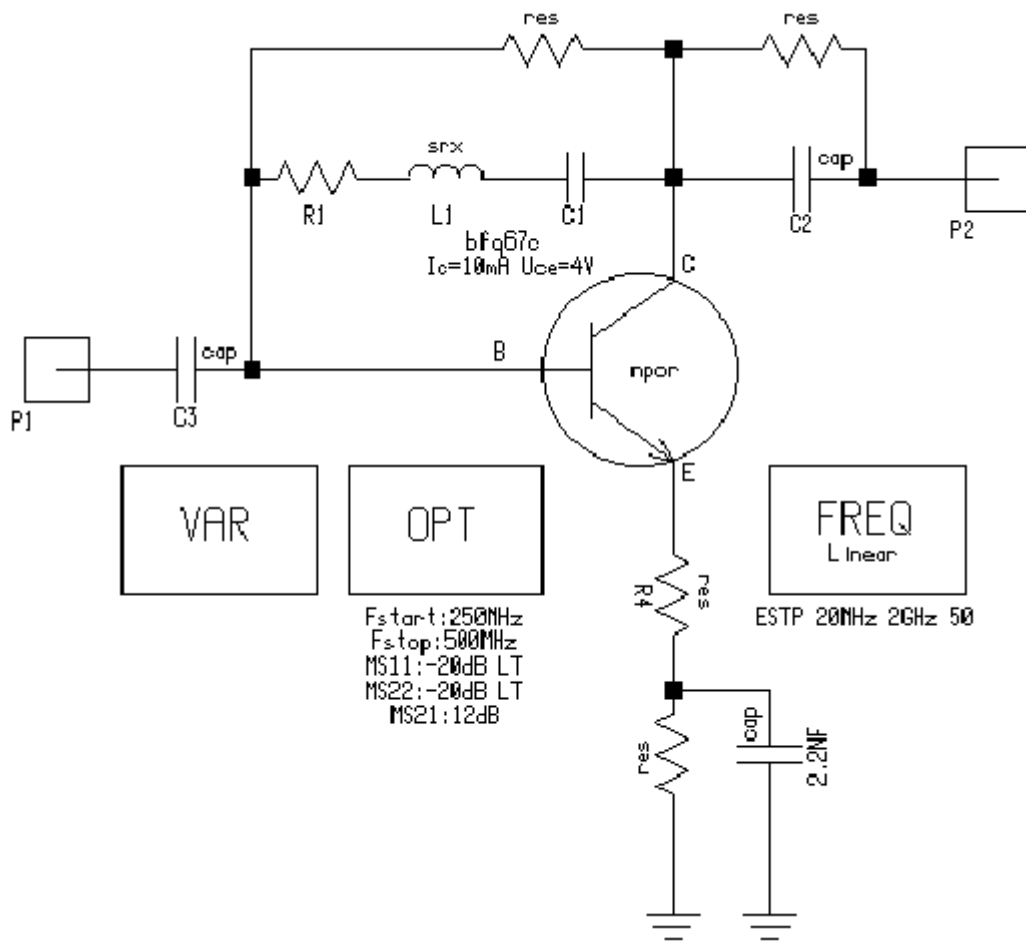 res
res
srx
cap
R1
L1
C1
C2
P2
bfq67c
Ic=10mA Uce=4V
C
B
npor
cap
P1
C3
E
VAR
OPT
FREQ
Linear
res
R4
Fstart:250MHz
Fstop:500MHz
MS11:-20dB LT
MS22:-20dB LT
MS21:12dB
ESTP 20MHz 2GHz 50
cap
res
2.2NF